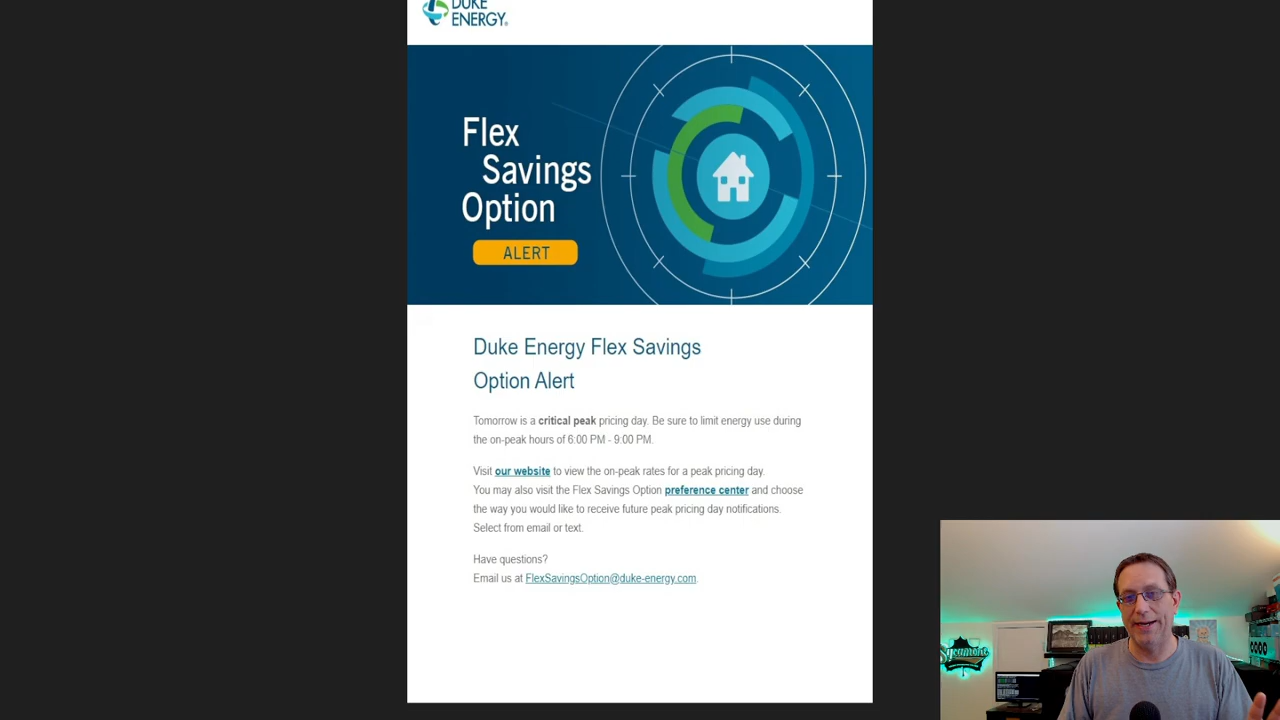 DUKE
ENERGY®
Flex
Savings
Option
ALERT
Duke Energy Flex Savings
Option Alert
Tomorrow is a critical peak pricing day. Be sure to limit energy use during
the on-peak hours of 6:00 PM - 9:00 PM.
Visit our website to view the on-peak rates for a peak pricing day.
You may also visit the Flex Savings Option preference center and choose
the way you would like to receive future peak pricing day notifications.
Select from email or text.
Have questions?
Email us at FlexSavingsOption@duke-energy.com.